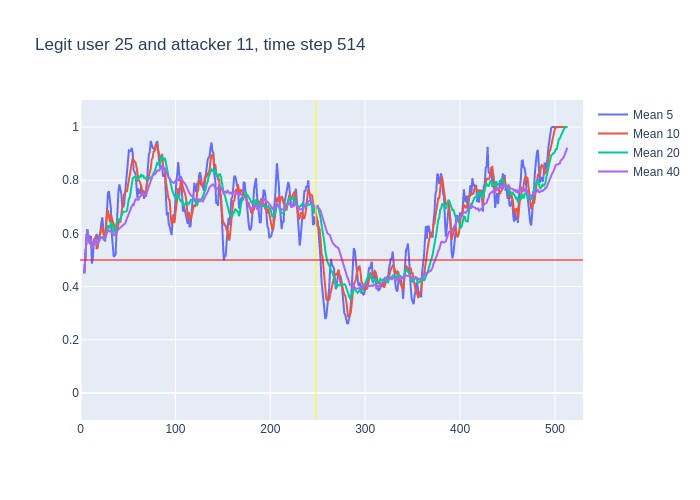 Legit user 25 and attacker 11, time step 514
Mean 5
Mean 10
Mean 20
Mean 40
1
0.8
0.6
0.4
0.2
0
0 100 200 300 400 500